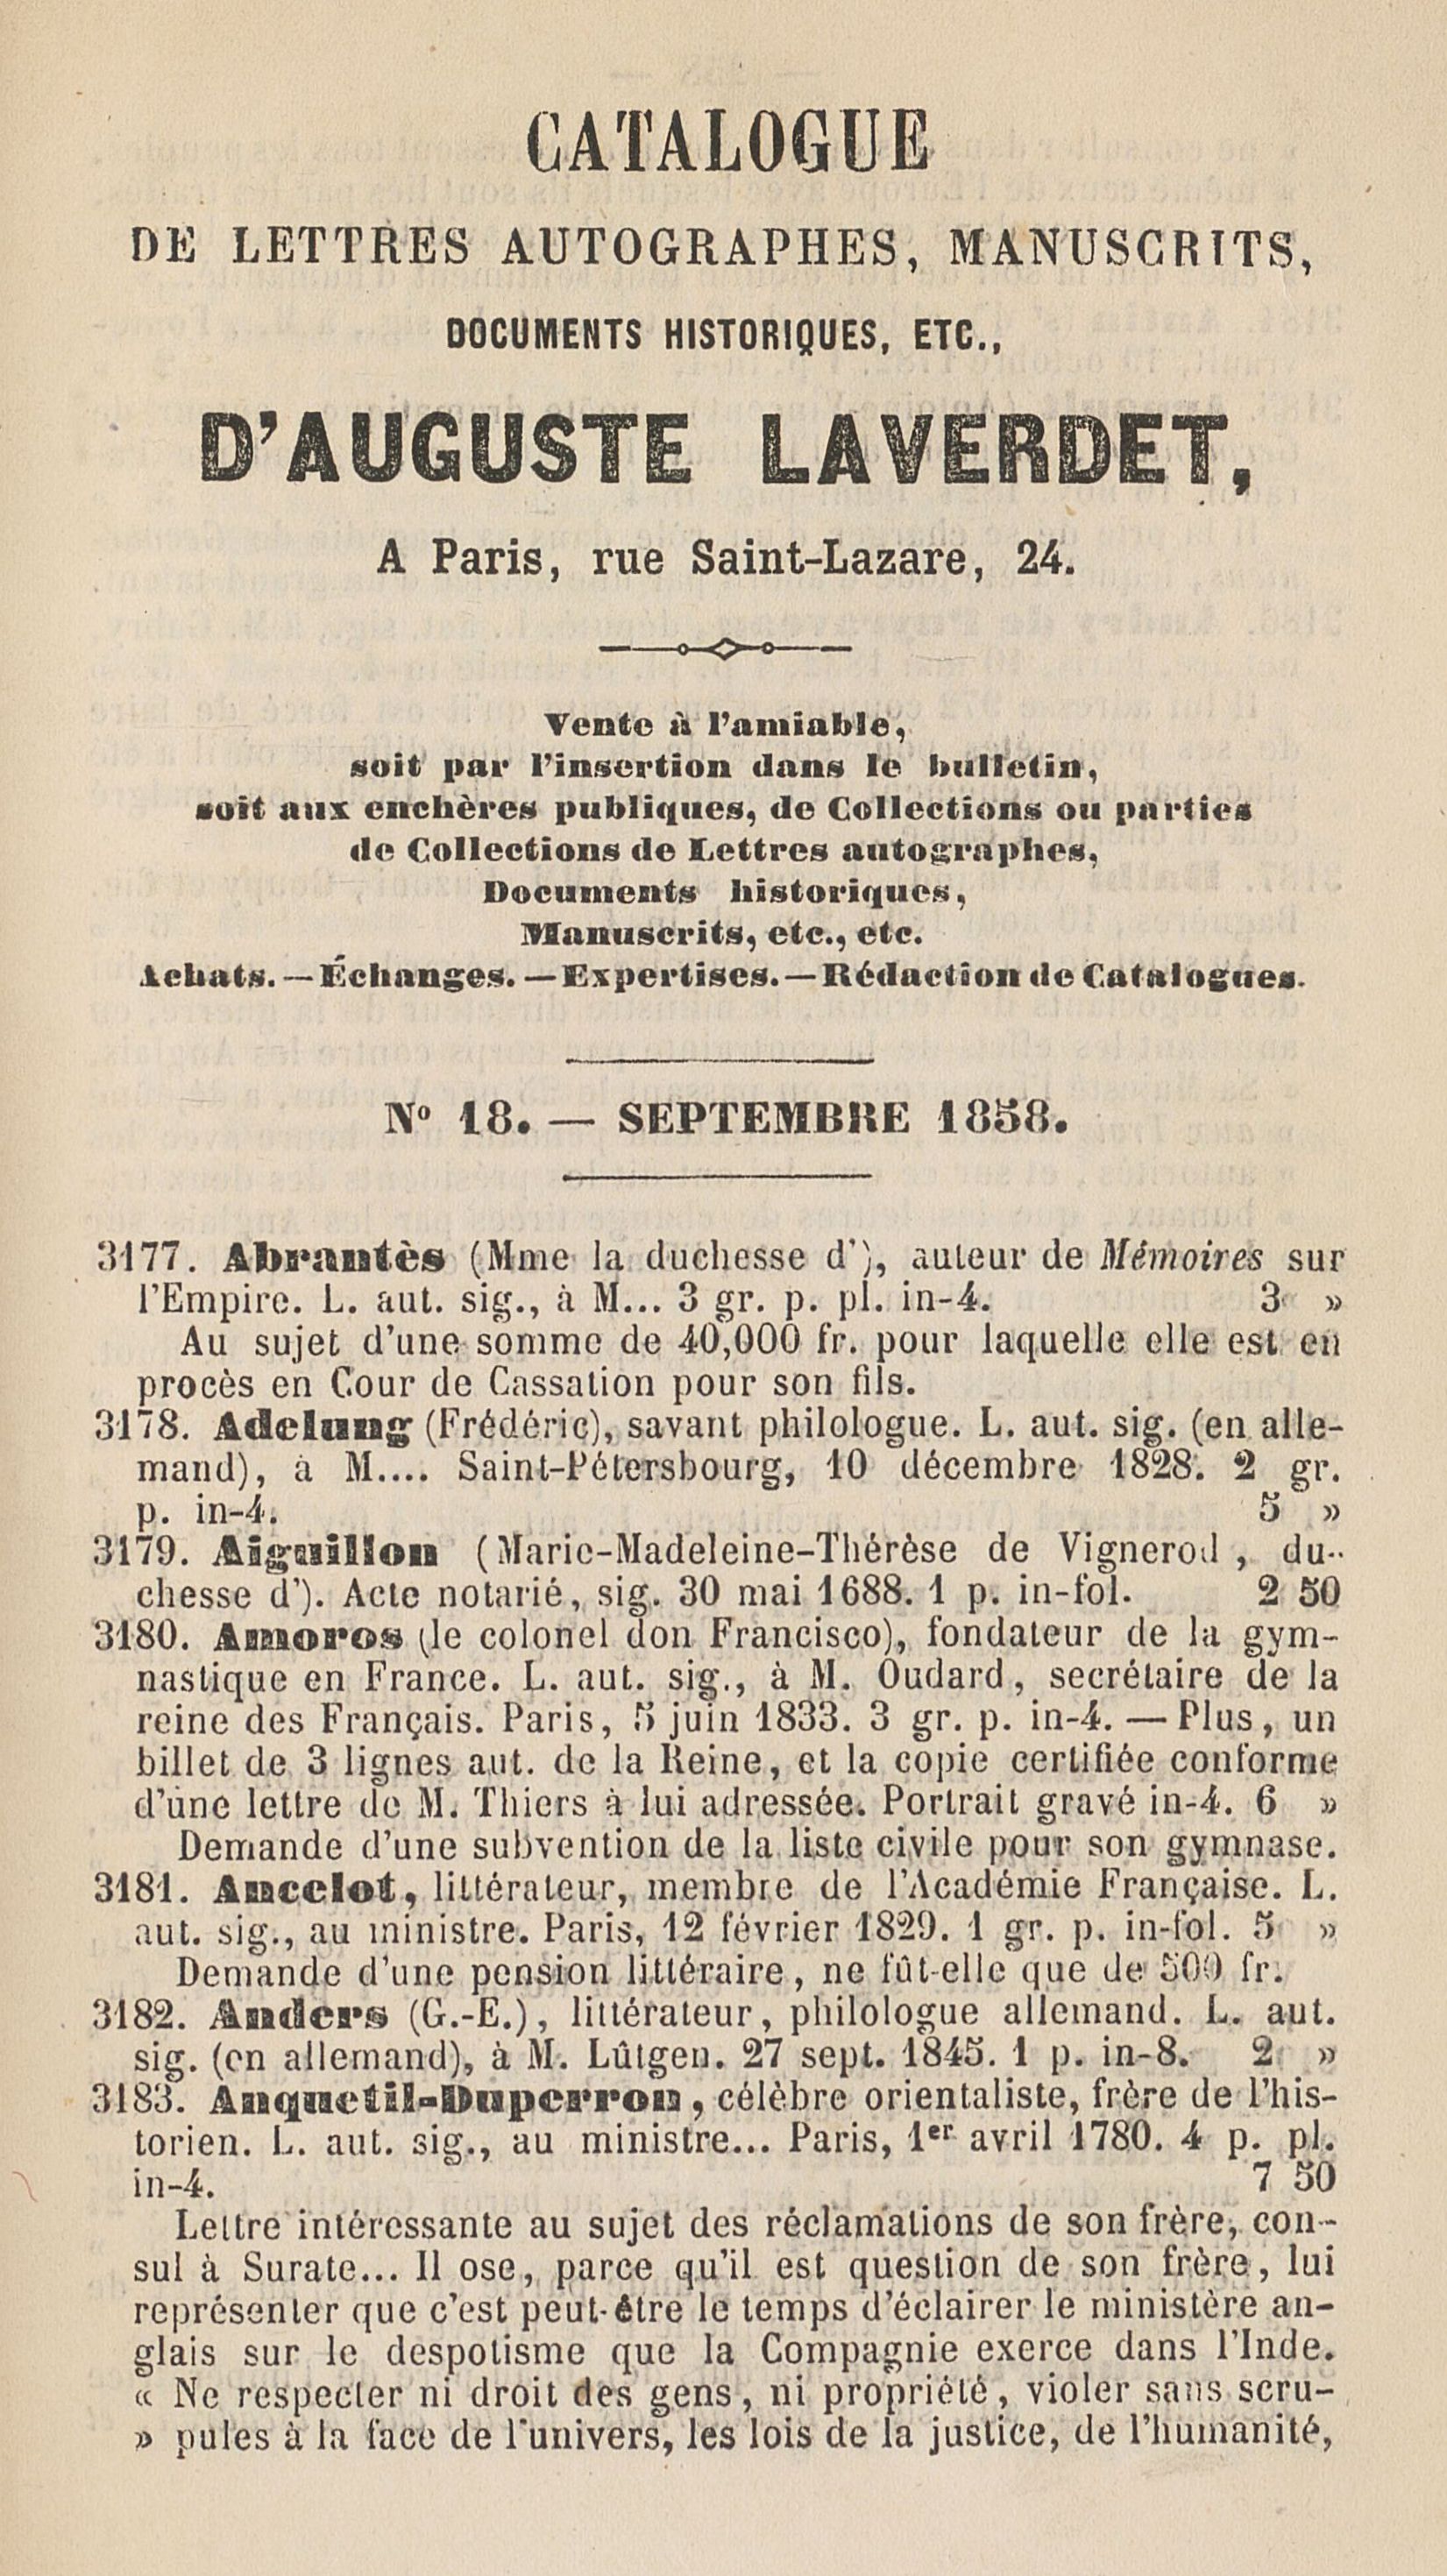 CATALOGUE
DE LETTRES AUTOGRAPHES, MANUSCRITS,
DOCUMENTS HISTORIQUES, ETC.,
D'AUGUSTE LAVERDET,
A Paris, rue Saint-Lazare, 24.
Vente à l'amiable,
soit par l'insertion dans le bulletin,
soit aux enchères publiques, de Collections ou parties
de Collections de Lettres autographes,
Documents historiques,
Manuscrits, etc., etc.
Achats. — Échanges. — Expertises. — Rédaction de Catalogues.
No 18. — SEPTEMBRE 1858.
3177. Abrantès (Mme la duchesse d'), auteur de Mémoires sur
l'Empire. L. aut. sig., à M... 3 gr. p. pl. in-4. 3 »
Au sujet d'une somme de 40,000 fr. pour laquelle elle est en
procès en Cour de Cassation pour son fils.
3178. Adelung (Frédéric), savant philologue. L. aut. sig. (en alle-
mand), à M.... Saint-Pétersbourg, 10 décembre 1828. 2 gr.
p. in-4. 5 »
3179. Aiguillon (Marie-Madeleine-Thérèse de Vignerod, du-
chesse d'). Acte notarié, sig. 30 mai 1688. 1 p. in-fol. 2 50
3180. Amoros (le colonel don Francisco), fondateur de la gym-
nastique en France. L. aut. sig., à M. Oudard, secrétaire de la
reine des Français. Paris, 5 juin 1833. 3 gr. p. in-4. — Plus, un
billet de 3 lignes aut. de la Reine, et la copie certifiée conforme
d'une lettre de M. Thiers à lui adressée. Portrait gravé in-4. 6 »
Demande d'une subvention de la liste civile pour son gymnase.
3181. Ancelot, littérateur, membre de l'Académie Française. L.
aut. sig., au ministre. Paris, 12 février 1829. 1 gr. p. in-fol. 5 »
Demande d'une pension littéraire, ne fût-elle que de 500 fr.
3182. Anders (G.-E.), littérateur, philologue allemand. L. aut.
sig. (en allemand), à M. Lûtgen. 27 sept. 1845. 1 p. in-8. 2 »
3183. Anquetil-Duperron, célèbre orientaliste, frère de l'his-
torien. L. aut. sig., au ministre... Paris, 1er avril 1780. 4 p. pl.
in-4. 7 50
Lettre intéressante au sujet des réclamations de son frère, con-
sul à Surate... Il ose, parce qu'il est question de son frère, lui
représenter que c'est peut-être le temps d'éclairer le ministère an-
glais sur le despotisme que la Compagnie exerce dans l'Inde.
« Ne respecter ni droit des gens, ni propriété, violer sans scru-
» pules à la face de l'univers, les lois de la justice, de l'humanité,